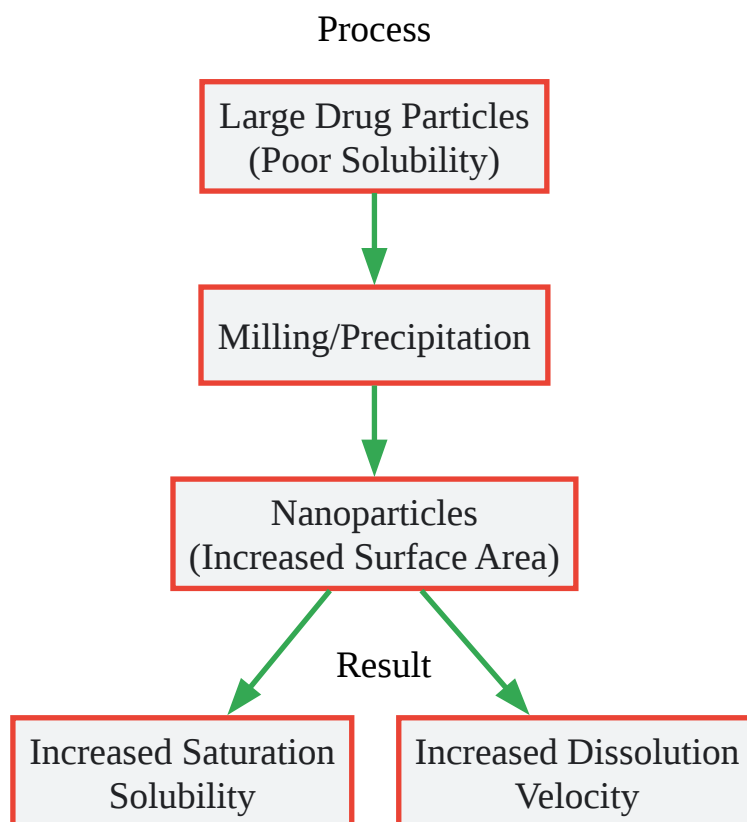 Process
Large Drug Particles
(Poor Solubility)
Milling/Precipitation
Nanoparticles
(Increased Surface Area)
Result
Increased Saturation
Solubility
Increased Dissolution
Velocity